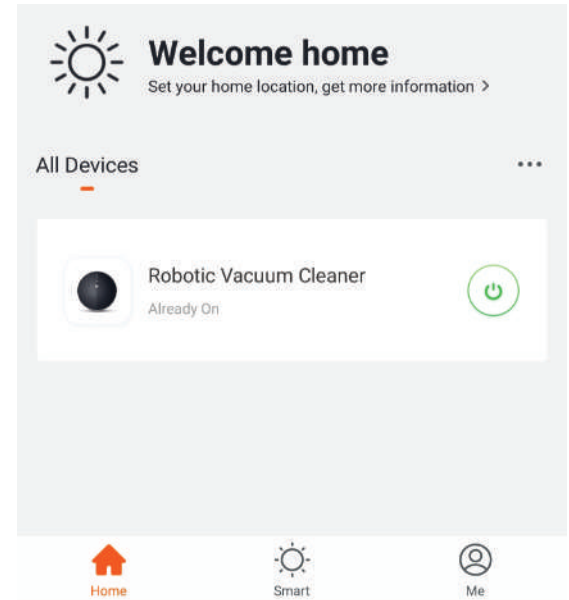 Welcome home
Set your home location, get more information >
All Devices
Robotic Vacuum Cleaner
Already On
Home
Smart
Me